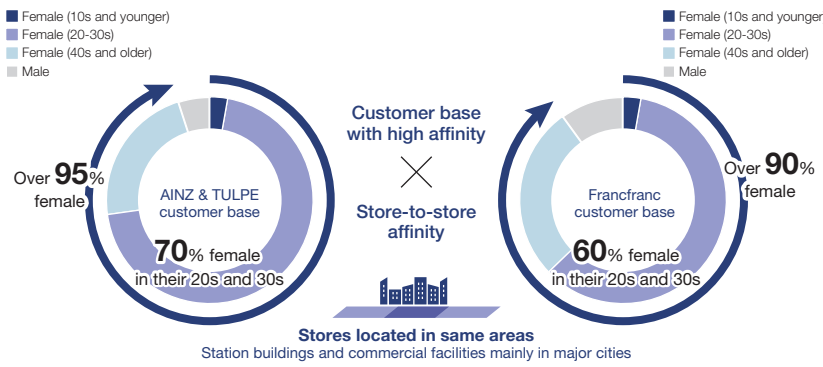 Female (10s and younger)
Female (20-30s)
Female (40s and older)
Male
Over 95%
female
AINZ & TULPE
customer base
70% female
in their 20s and 30s
Customer base
with high affinity
Store-to-store
affinity
Stores located in same areas
Station buildings and commercial facilities mainly in major cities
Female (10s and younger
Female (20-30s)
Female (40s and older)
Male
Over 90%
female
Francfranc
customer base
60% female
in their 20s and 30s